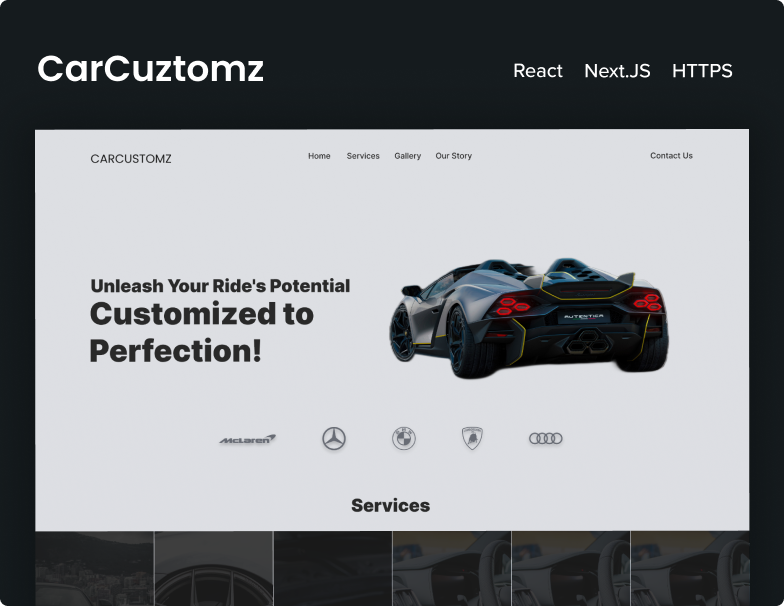 CarCuztomz
React Next.JS HTTPS
CARCUSTOMZ
Home Services Gallery Our Story
Contact Us
Unleash Your Ride's Potential
Customized to
Perfection!
AUTENTICA
McLaren
Services